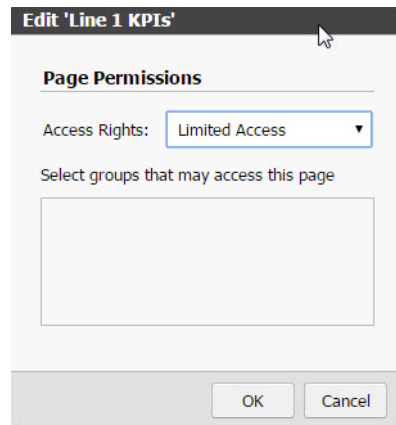 Edit 'Line 1 KPIs'
Page Permissions
Access Rights: Limited Access
Select groups that may access this page
OK Cancel